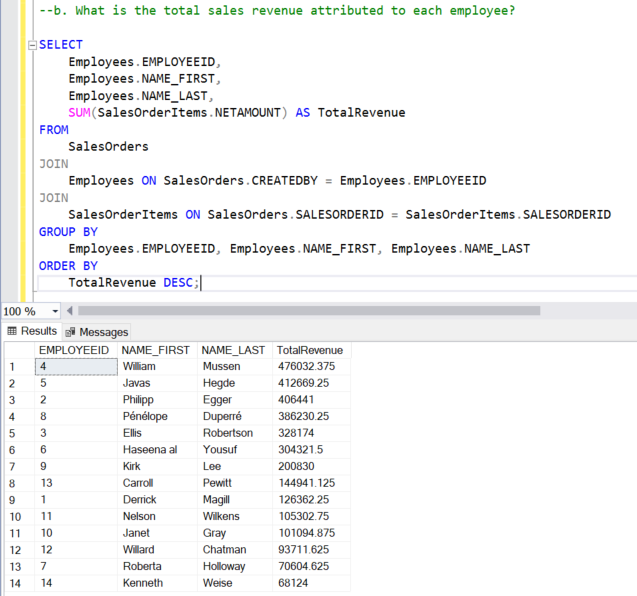 --b. What is the total sales revenue attributed to each employee?
SELECT
Employees.EMPLOYEEID,
Employees.NAME_FIRST,
Employees.NAME_LAST,
SUM(SalesOrderItems.NETAMOUNT) AS TotalRevenue
FROM
SalesOrders
JOIN
Employees ON SalesOrders.CREATEDBY = Employees.EMPLOYEEID
JOIN
SalesOrderItems ON SalesOrders.SALESORDERID = SalesOrderItems.SALESORDERID
GROUP BY
Employees.EMPLOYEEID, Employees.NAME_FIRST, Employees.NAME_LAST
ORDER BY
TotalRevenue DESC;
100 %
Results Messages
EMPLOYEEID NAME_FIRST NAME_LAST TotalRevenue
1 4 William Mussen 476032.375
2 5 Javas Hegde 412669.25
3 2 Philipp Egger 406441
4 8 Pénélope Duperré 386230.25
5 3 Ellis Robertson 328174
6 6 Haseena al Yousuf 304321.5
7 9 Kirk Lee 200830
8 13 Carroll Pewitt 144941.125
9 1 Derrick Magill 126362.25
10 11 Nelson Wilkens 105302.75
11 10 Janet Gray 101094.875
12 12 Willard Chatman 93711.625
13 7 Roberta Holloway 70604.625
14 14 Kenneth Weise 68124